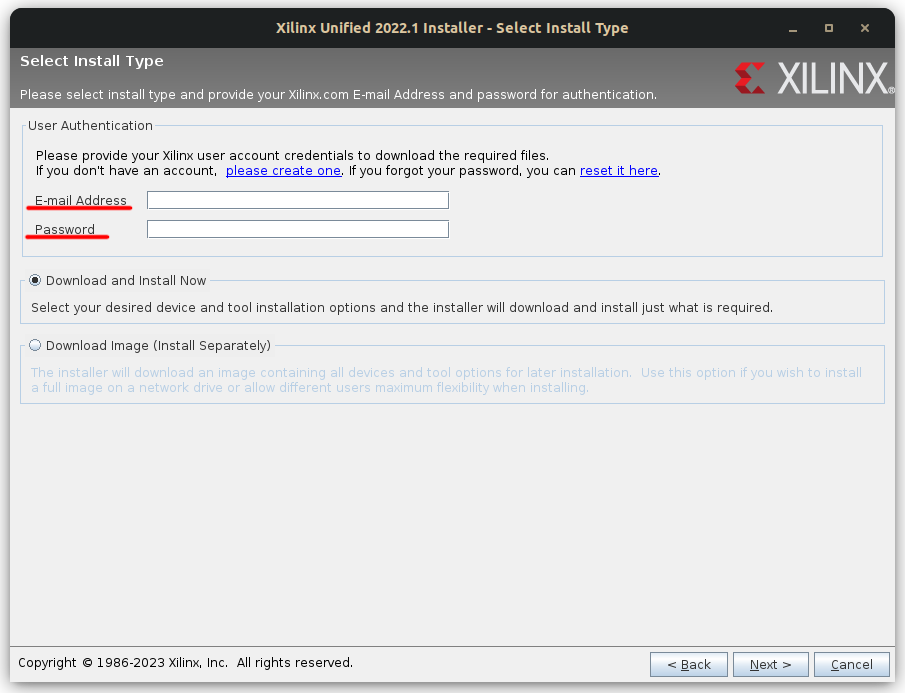 Xilinx Unified 2022.1 Installer - Select Install Type
Select Install Type
Please select install type and provide your Xilinx.com E-mail Address and password for authentication.
XILINX®
User Authentication
Please provide your Xilinx user account credentials to download the required files.
If you don't have an account, please create one. If you forgot your password, you can reset it here.
E-mail Address
Password
Download and Install Now
Select your desired device and tool installation options and the installer will download and install just what is required.
Download Image (Install Separately)
The installer will download an image containing all devices and tool options for later installation. Use this option if you wish to install
a full image on a network drive or allow different users maximum flexibility when installing.
Copyright © 1986-2023 Xilinx, Inc. All rights reserved.
< Back
Next >
Cancel